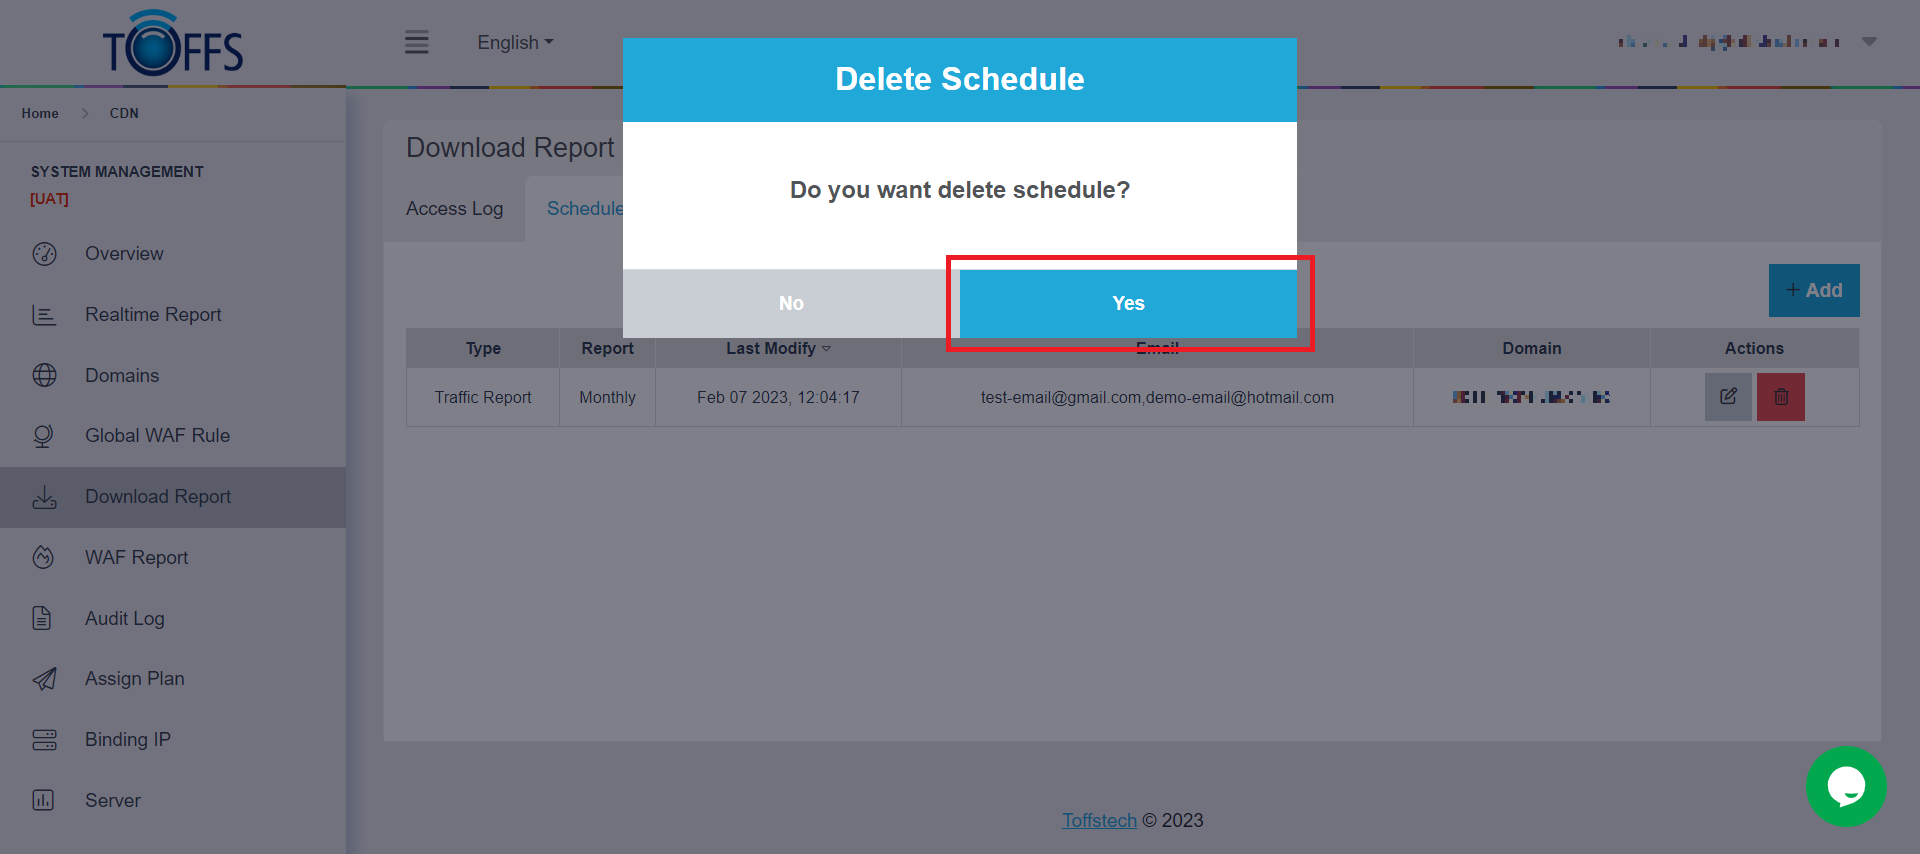 TOFFS
English
Home > CDN
SYSTEM MANAGEMENT
[UAT]
Overview
Realtime Report
Domains
Global WAF Rule
Download Report
WAF Report
Audit Log
Assign Plan
Binding IP
Server
Download Report
Access Log
Schedule
Delete Schedule
Do you want delete schedule?
No
Yes
+ Add
Type Report Last Modify Email Domain Actions
Traffic Report Monthly Feb 07 2023, 12:04:17 test-email@gmail.com,demo-email@hotmail.com
Toffstech © 2023